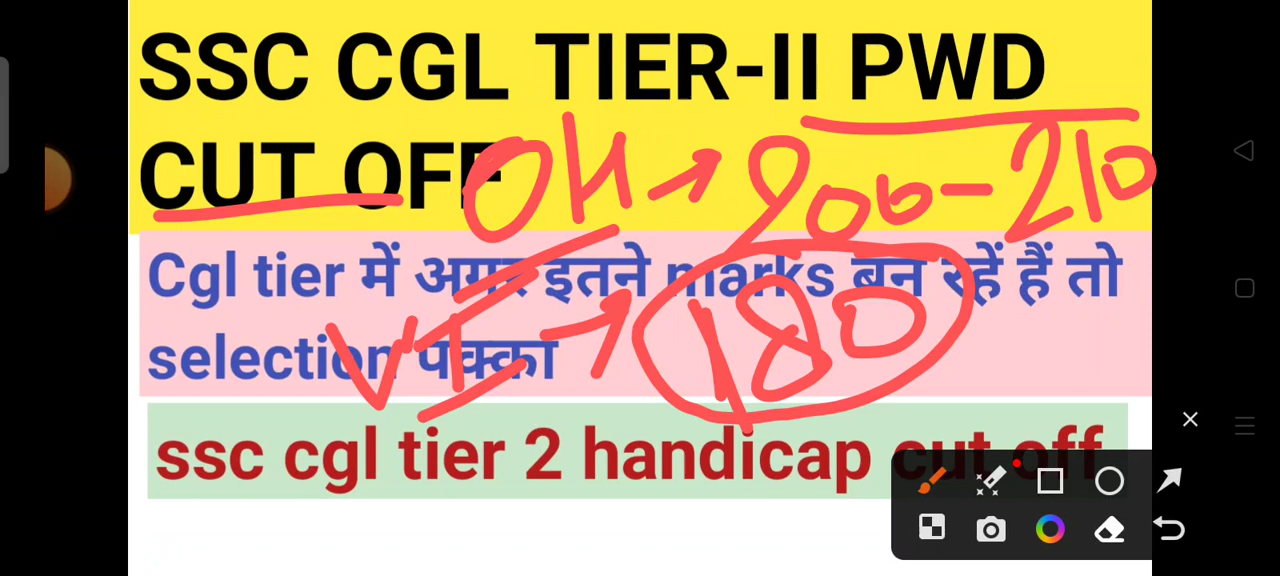 SSC CGL TIER-II PWD
CUT OFF
OH → 200-210
Cgl tier में अगर इतने marks बन रहें हैं तो
selection पक्का
VI → 180
ssc cgl tier 2 handicap cut off